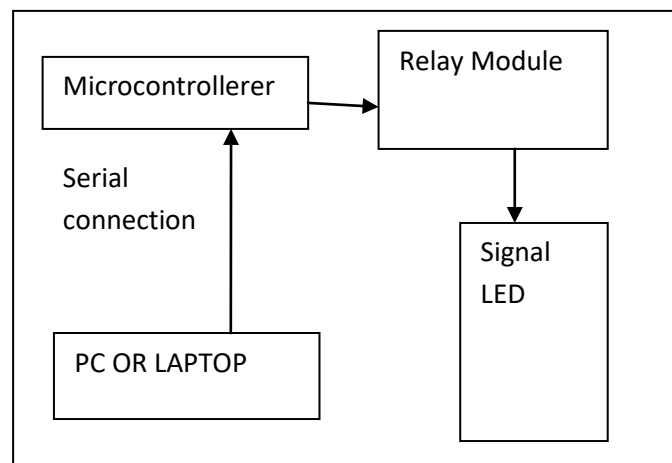 Microcontrollerer
Relay Module
Serial
connection
Signal
LED
PC OR LAPTOP